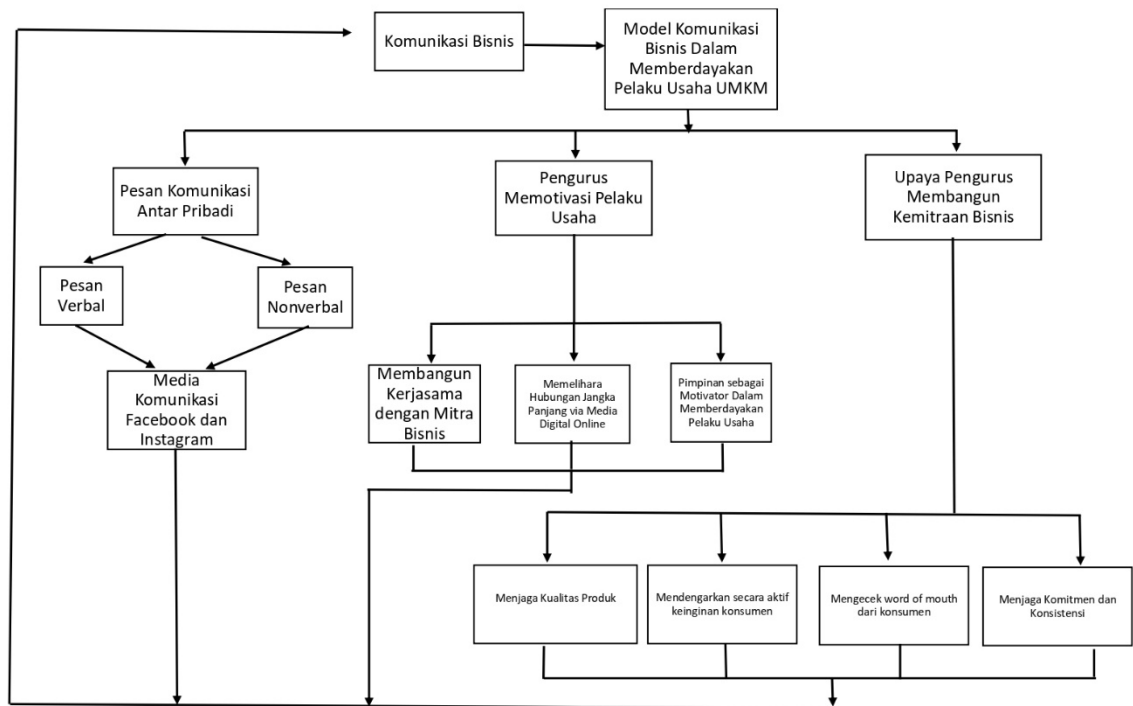 Komunikasi Bisnis
Model Komunikasi
Bisnis Dalam
Memberdayakan
Pelaku Usaha UMKM
Pesan Komunikasi
Antar Pribadi
Pengurus
Memotivasi Pelaku
Usaha
Upaya Pengurus
Membangun
Kemitraan Bisnis
Pesan
Verbal
Pesan
Nonverbal
Media
Komunikasi
Facebook dan
Instagram
Membangun
Kerjasama
dengan Mitra
Bisnis
Memelihara
Hubungan Jangka
Panjang via Media
Digital Online
Pimpinan sebagai
Motivator Dalam
Memberdayakan
Pelaku Usaha
Menjaga Kualitas Produk
Mendengarkan secara aktif
keinginan konsumen
Mengecek word of mouth
dari konsumen
Menjaga Komitmen dan
Konsistensi